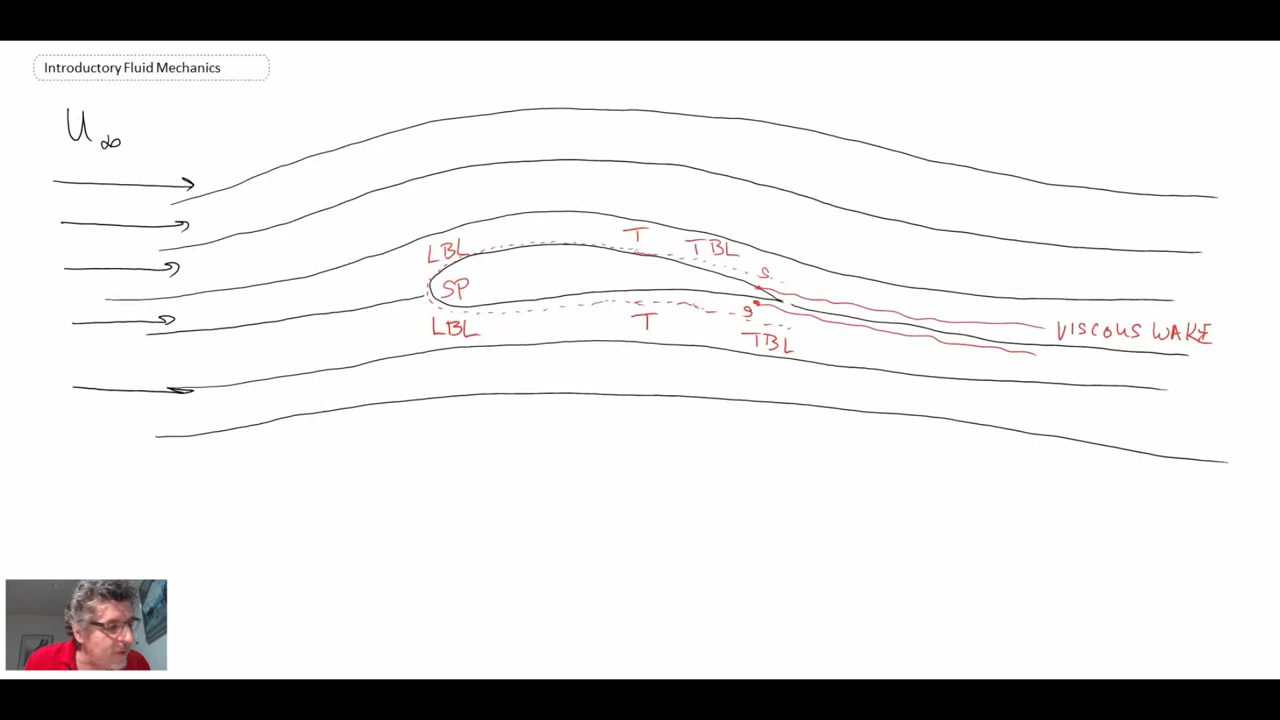 Introductory Fluid Mechanics
U∞
T
LBL
TBL
S
SP
S
LBL
T
TBL
VISCOUS WAKE